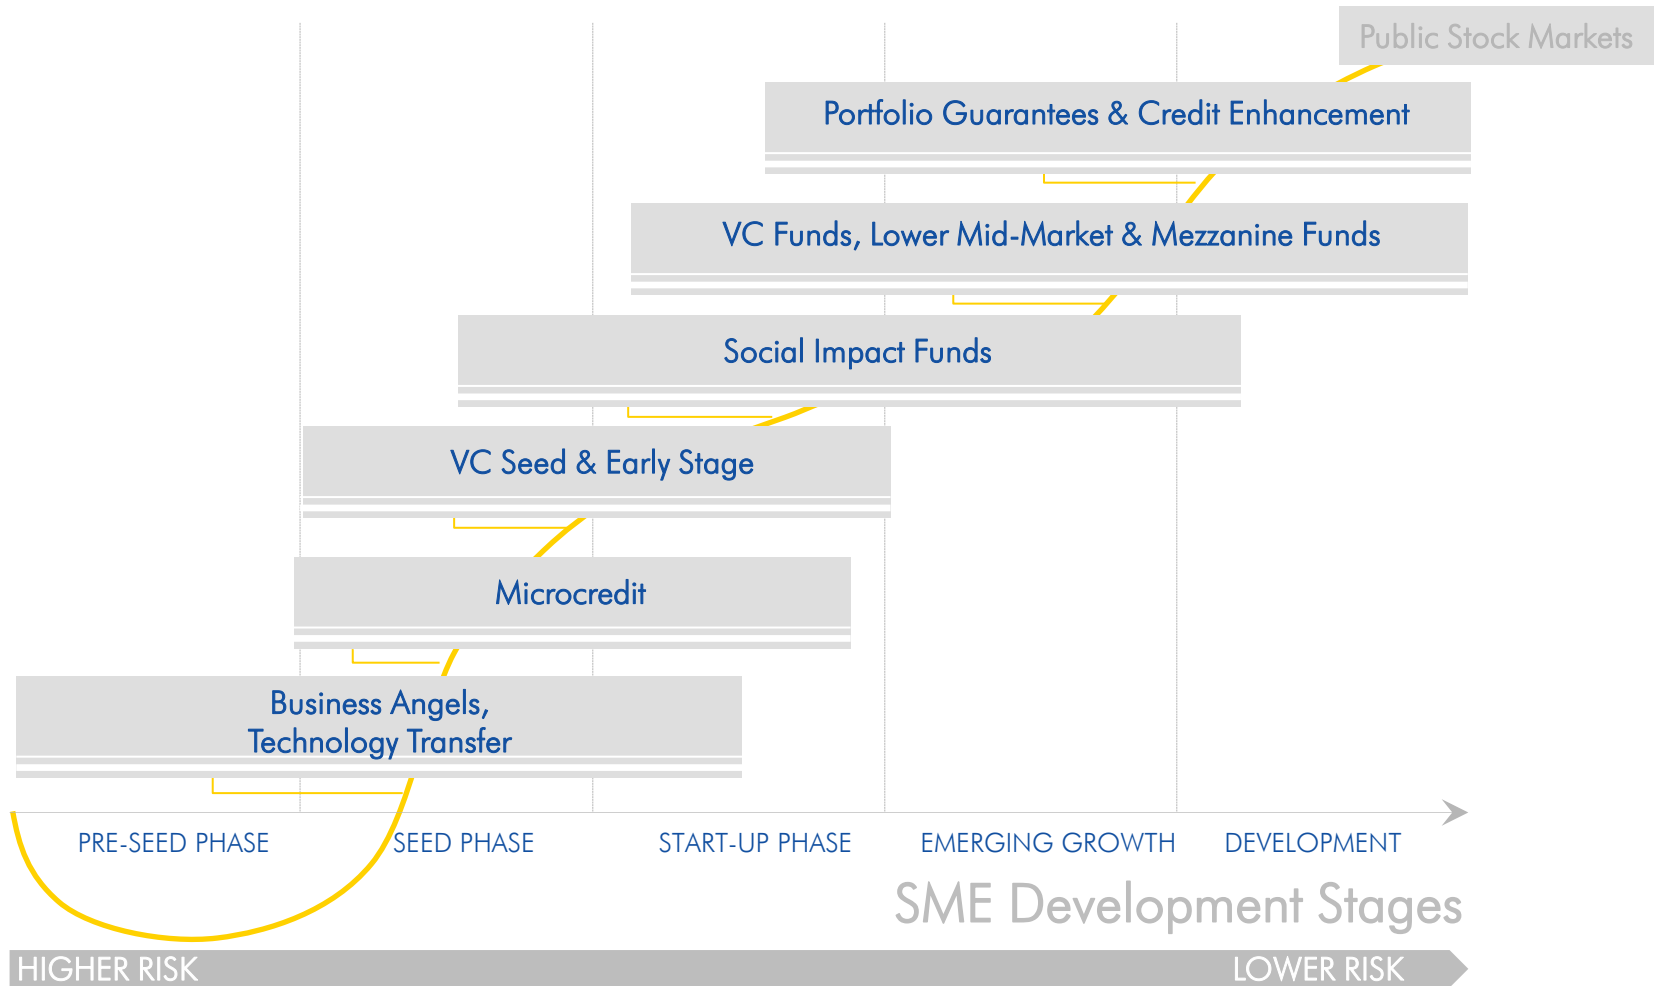 Public Stock Markets
Portfolio Guarantees & Credit Enhancement
VC Funds, Lower Mid-Market & Mezzanine Funds
Social Impact Funds
VC Seed & Early Stage
Microcredit
Business Angels,
Technology Transfer
PRE-SEED PHASE
SEED PHASE
START-UP PHASE
EMERGING GROWTH
DEVELOPMENT
SME Development Stages
HIGHER RISK
LOWER RISK